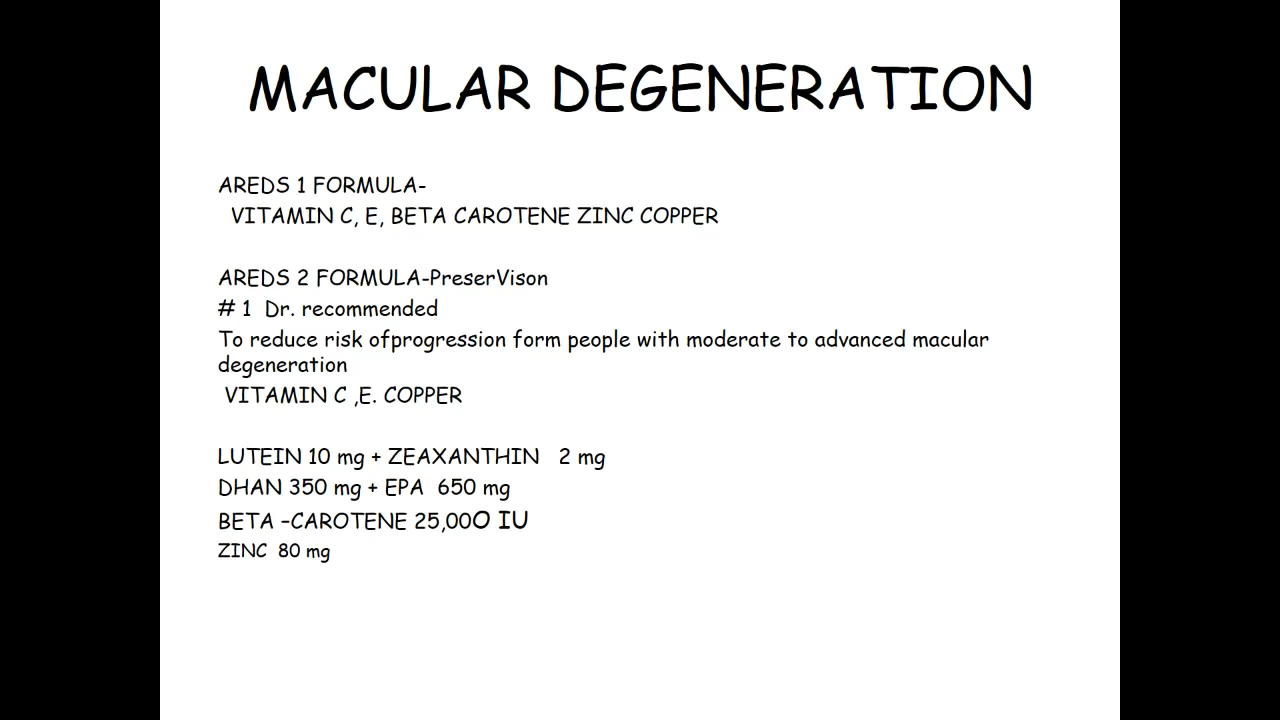 MACULAR DEGENERATION
AREDS 1 FORMULA-
VITAMIN C, E, BETA CAROTENE ZINC COPPER
AREDS 2 FORMULA-PreserVison
# 1 Dr. recommended
To reduce risk ofprogression form people with moderate to advanced macular
degeneration
VITAMIN C ,E. COPPER
LUTEIN 10 mg + ZEAXANTHIN 2 mg
DHAN 350 mg + EPA 650 mg
BETA –CAROTENE 25,00O IU
ZINC 80 mg